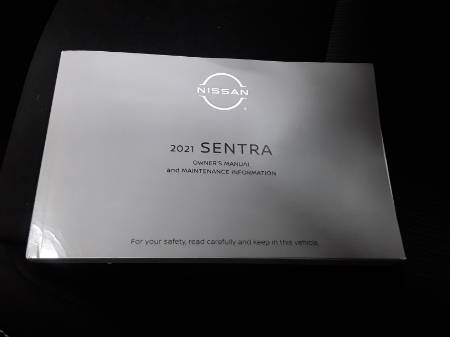 NISSAN
2021 SENTRA
OWNER'S MANUAL
and MAINTENANCE INFORMATION
For your safety, read carefully and keep in this vehicle.